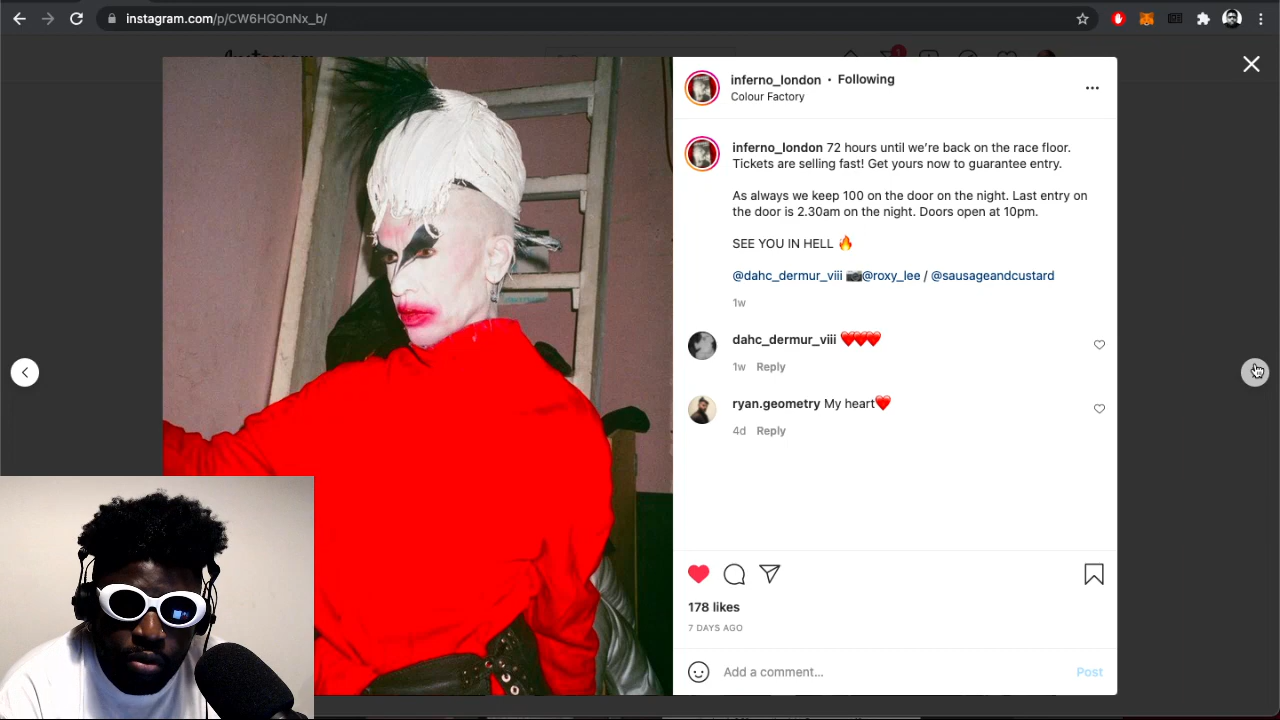 instagram.com/p/CW6HGOnNx_b/
inferno_london • Following
Colour Factory
inferno_london 72 hours until we're back on the race floor.
Tickets are selling fast! Get yours now to guarantee entry.
As always we keep 100 on the door on the night. Last entry on
the door is 2.30am on the night. Doors open at 10pm.
SEE YOU IN HELL 🔥
@dahc_dermur_viii 📷@roxy_lee / @sausageandcustard
1w
dahc_dermur_viii ❤️❤️❤️
1w Reply
ryan.geometry My heart❤️
4d Reply
178 likes
7 DAYS AGO
Add a comment...
Post